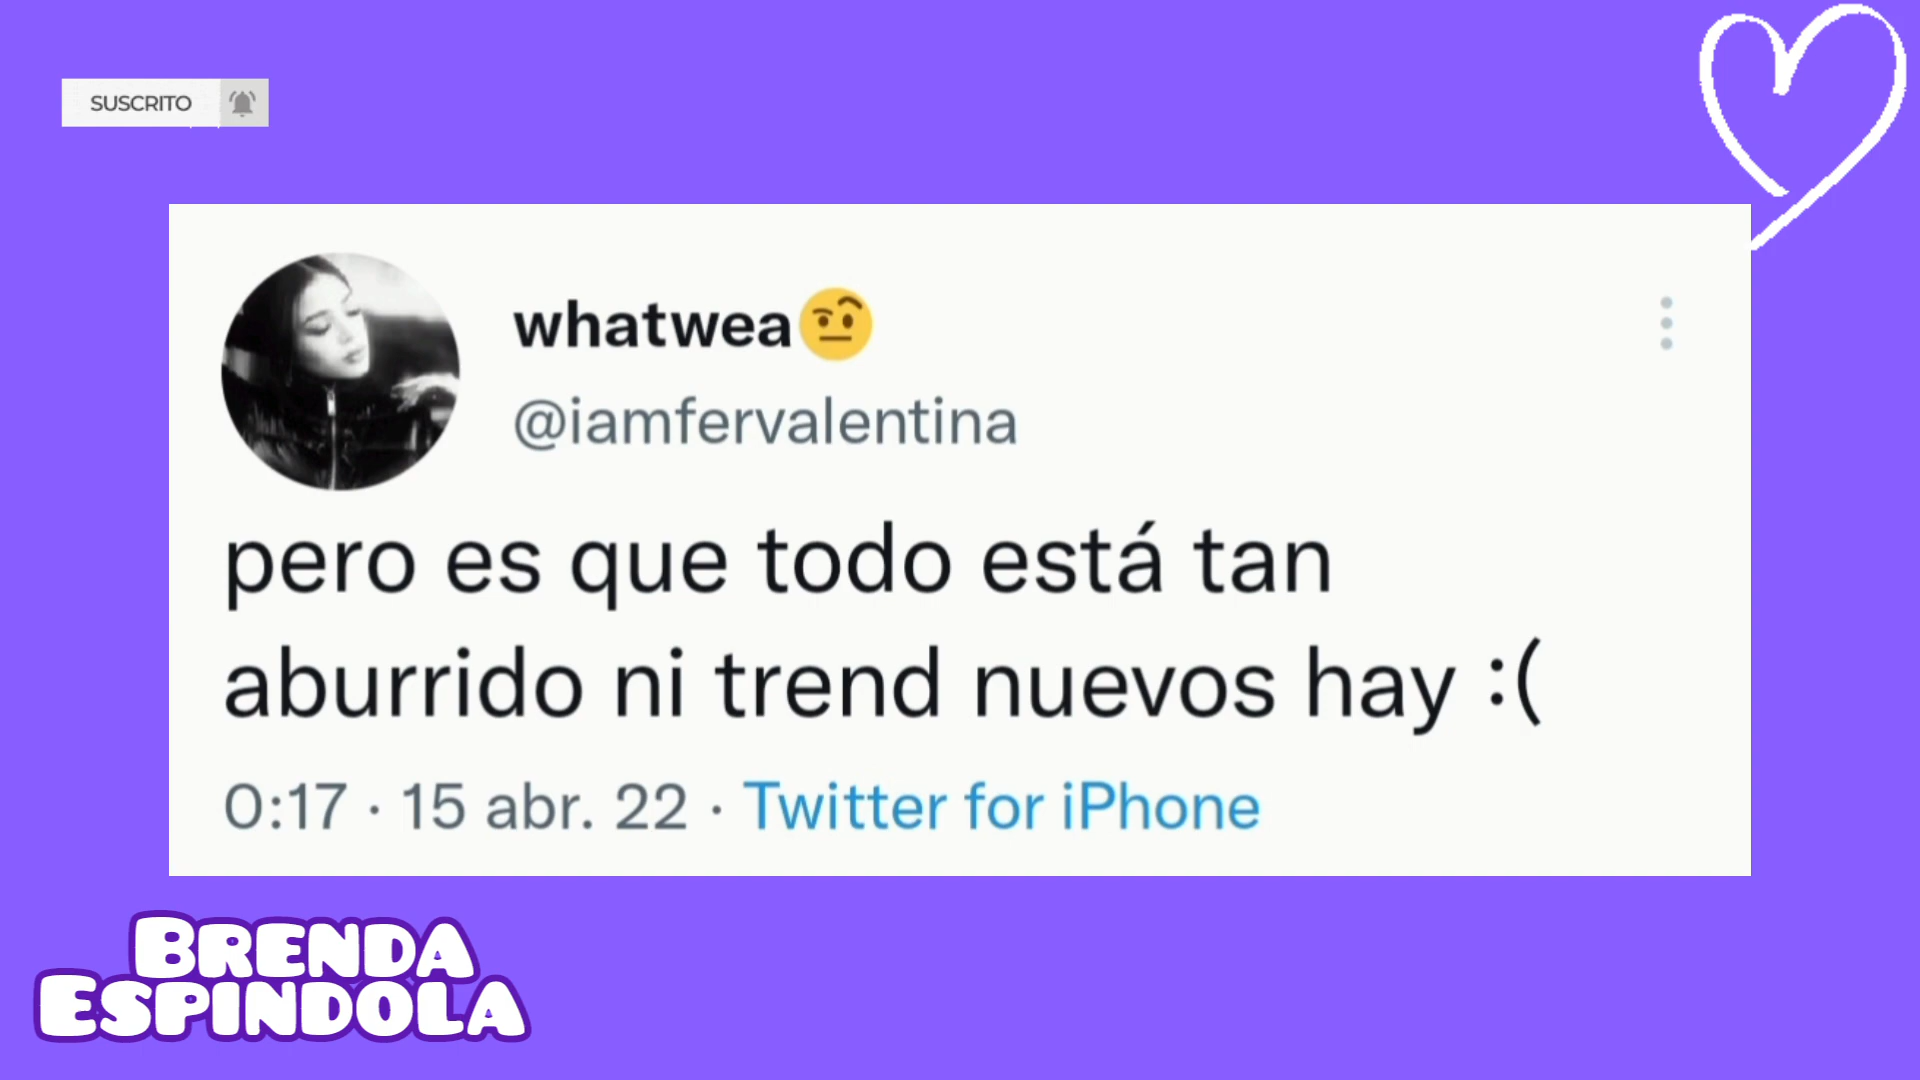 SUSCRITO
whatwea🤨
@iamfervalentina
pero es que todo está tan
aburrido ni trend nuevos hay :(
0:17 · 15 abr. 22 · Twitter for iPhone
BRENDA
ESPINDOLA